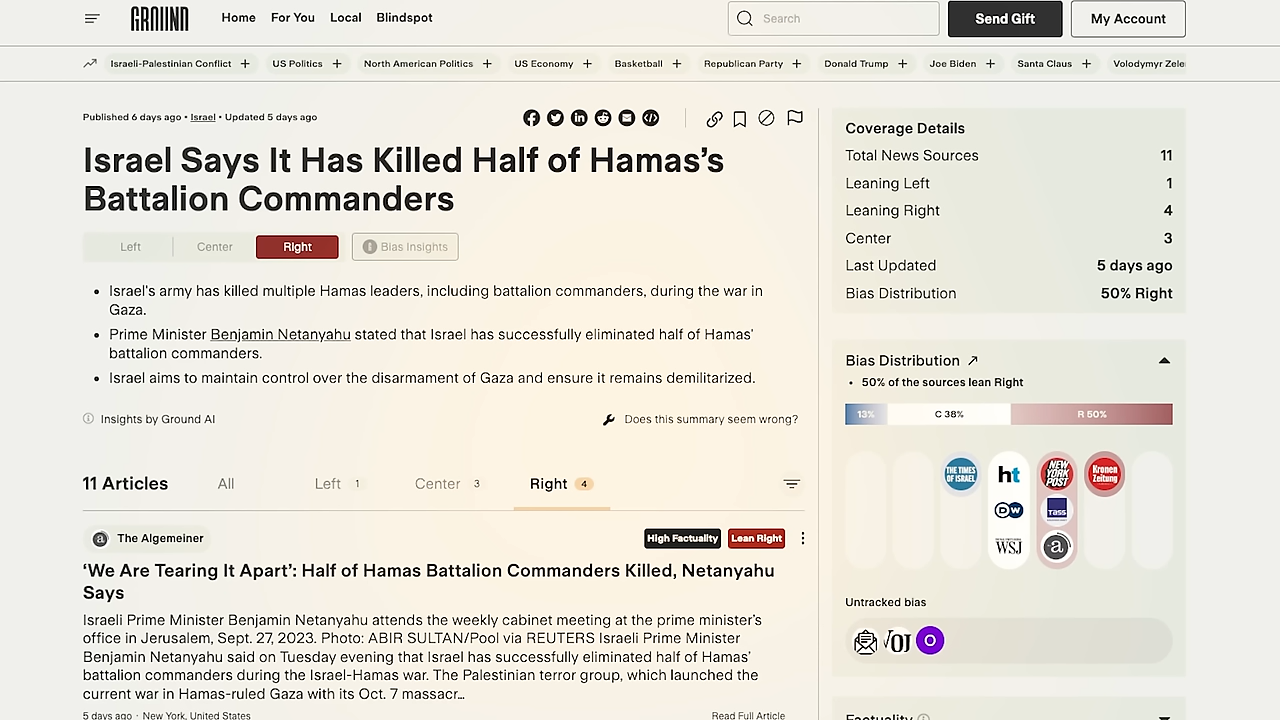 GROUND
Home For You Local Blindspot
Search
Send Gift
My Account
Israeli-Palestinian Conflict + US Politics + North American Politics + US Economy + Basketball + Republican Party + Donald Trump + Joe Biden + Santa Claus + Volodymyr Zele
Published 6 days ago • Israel • Updated 5 days ago
Israel Says It Has Killed Half of Hamas’s
Battalion Commanders
Left Center Right Bias Insights
• Israel's army has killed multiple Hamas leaders, including battalion commanders, during the war in
Gaza.
• Prime Minister Benjamin Netanyahu stated that Israel has successfully eliminated half of Hamas'
battalion commanders.
• Israel aims to maintain control over the disarmament of Gaza and ensure it remains demilitarized.
Insights by Ground AI
Does this summary seem wrong?
11 Articles All Left 1 Center 3 Right 4
a The Algemeiner
High Factuality Lean Right
‘We Are Tearing It Apart’: Half of Hamas Battalion Commanders Killed, Netanyahu
Says
Israeli Prime Minister Benjamin Netanyahu attends the weekly cabinet meeting at the prime minister’s
office in Jerusalem, Sept. 27, 2023. Photo: ABIR SULTAN/Pool via REUTERS Israeli Prime Minister
Benjamin Netanyahu said on Tuesday evening that Israel has successfully eliminated half of Hamas’
battalion commanders during the Israel-Hamas war. The Palestinian terror group, which launched the
current war in Hamas-ruled Gaza with its Oct. 7 massacr...
5 days ago · New York, United States
Read Full Article
Coverage Details
Total News Sources 11
Leaning Left 1
Leaning Right 4
Center 3
Last Updated 5 days ago
Bias Distribution 50% Right
Bias Distribution
• 50% of the sources lean Right
13% C 38% R 50%
THE TIMES OF ISRAEL
ht
NEW YORK POST
Kronen Zeitung
DW
TASS
WSJ
a
Untracked bias
VOI
O
Factuality